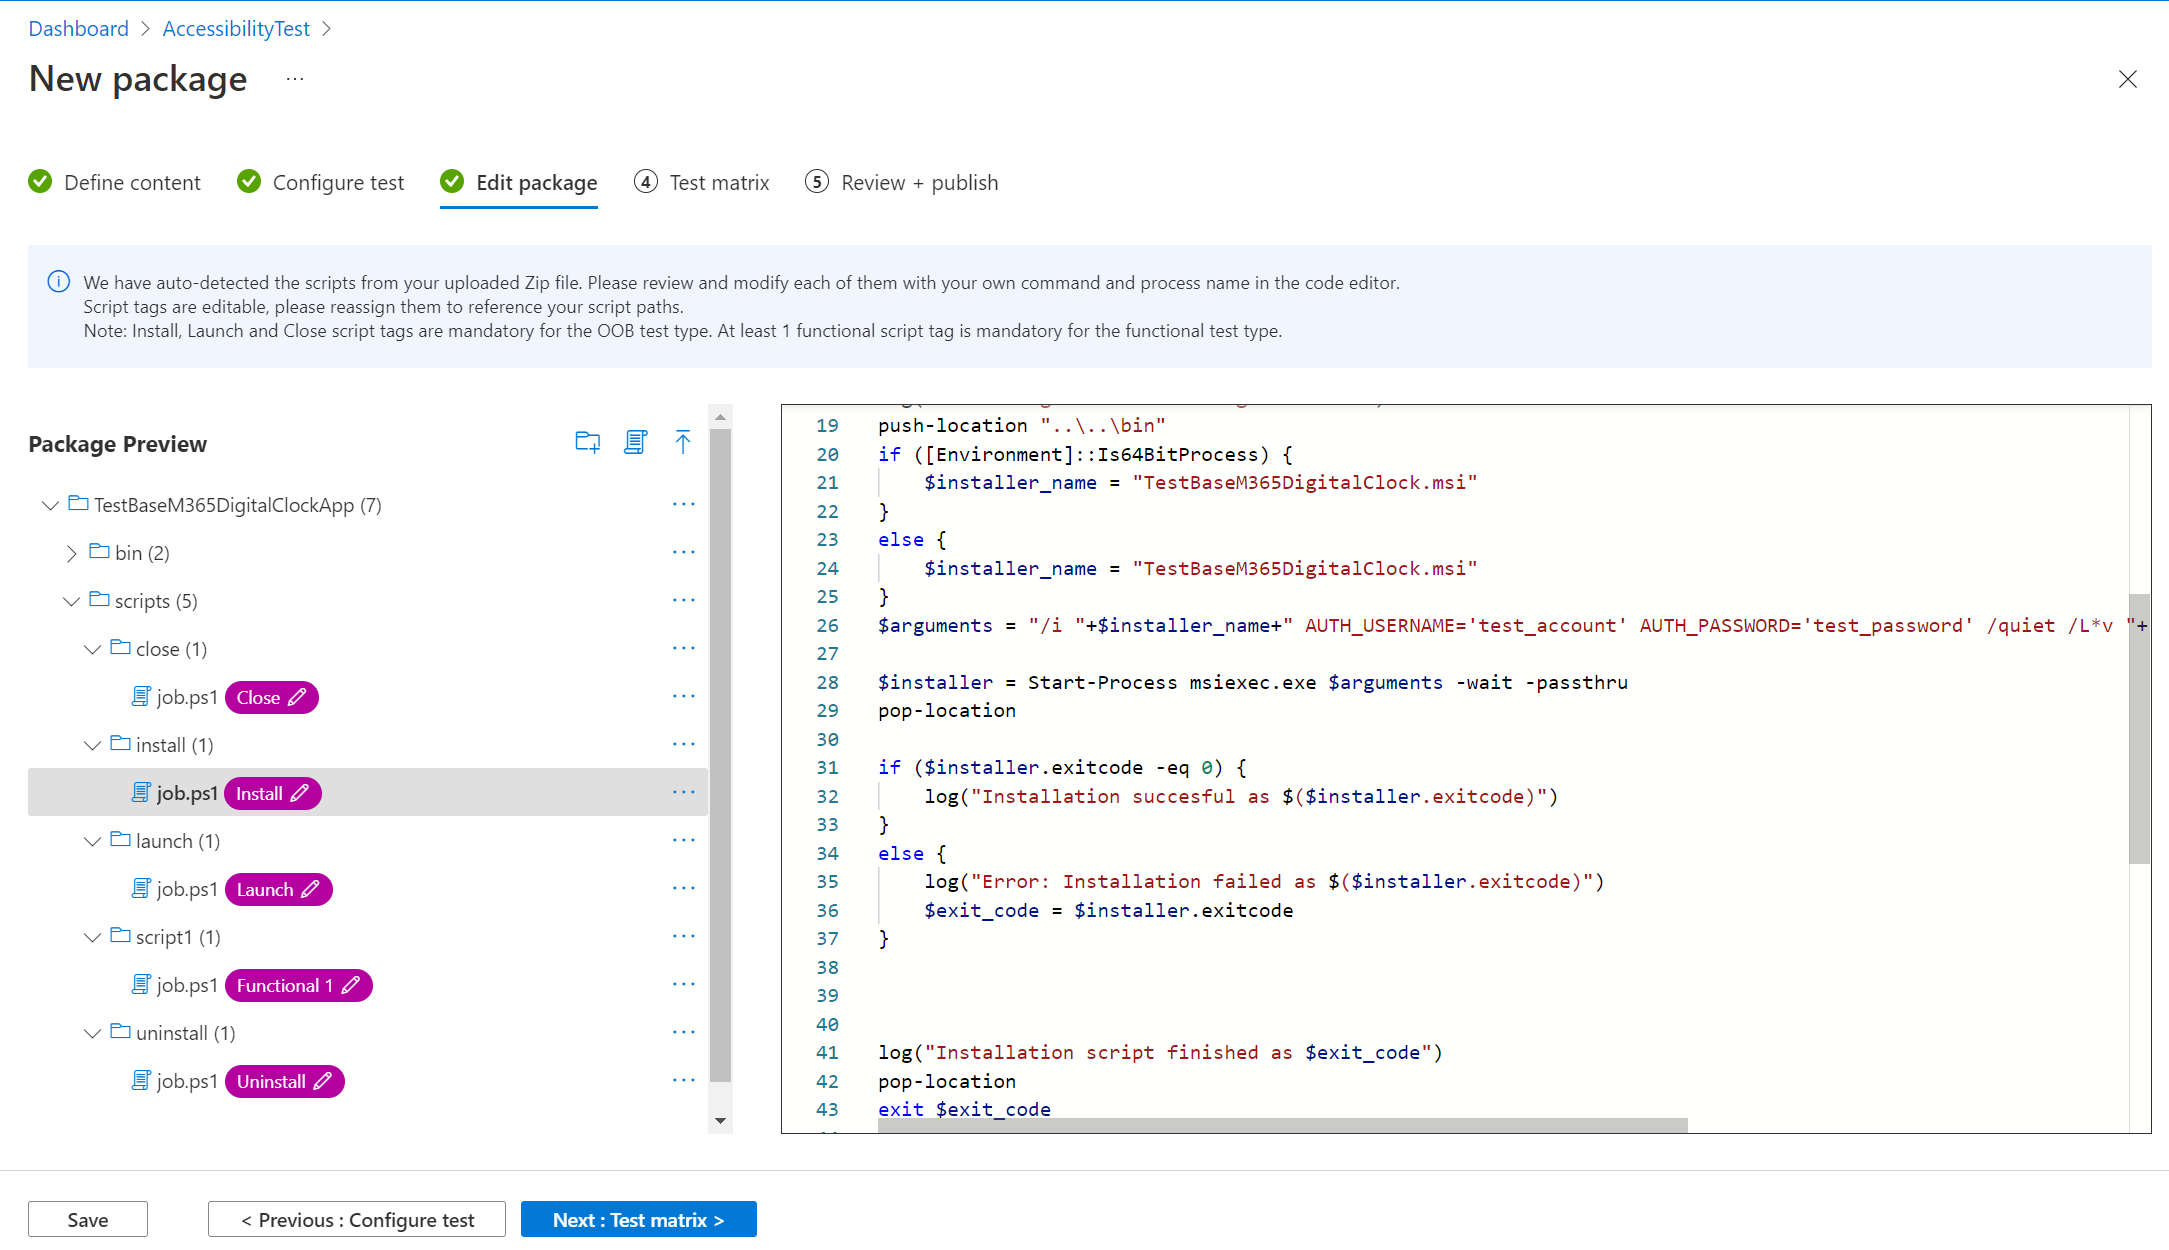 Dashboard > AccessibilityTest >
New package ...
Define content
Configure test
Edit package
4 Test matrix
5 Review + publish
We have auto-detected the scripts from your uploaded Zip file. Please review and modify each of them with your own command and process name in the code editor.
Script tags are editable, please reassign them to reference your script paths.
Note: Install, Launch and Close script tags are mandatory for the OOB test type. At least 1 functional script tag is mandatory for the functional test type.
Package Preview
TestBaseM365DigitalClockApp (7)
bin (2)
scripts (5)
close (1)
job.ps1 Close
install (1)
job.ps1 Install
launch (1)
job.ps1 Launch
script1 (1)
job.ps1 Functional 1
uninstall (1)
job.ps1 Uninstall
19 push-location "..\..\bin"
20 if ([Environment]::Is64BitProcess) {
21 $installer_name = "TestBaseM365DigitalClock.msi"
22 }
23 else {
24 $installer_name = "TestBaseM365DigitalClock.msi"
25 }
26 $arguments = "/i "+$installer_name+" AUTH_USERNAME='test_account' AUTH_PASSWORD='test_password' /quiet /L*v "+
27
28 $installer = Start-Process msiexec.exe $arguments -wait -passthru
29 pop-location
30
31 if ($installer.exitcode -eq 0) {
32 log("Installation succesful as $($installer.exitcode)")
33 }
34 else {
35 log("Error: Installation failed as $($installer.exitcode)")
36 $exit_code = $installer.exitcode
37 }
38
39
40
41 log("Installation script finished as $exit_code")
42 pop-location
43 exit $exit_code
Save
< Previous : Configure test
Next : Test matrix >